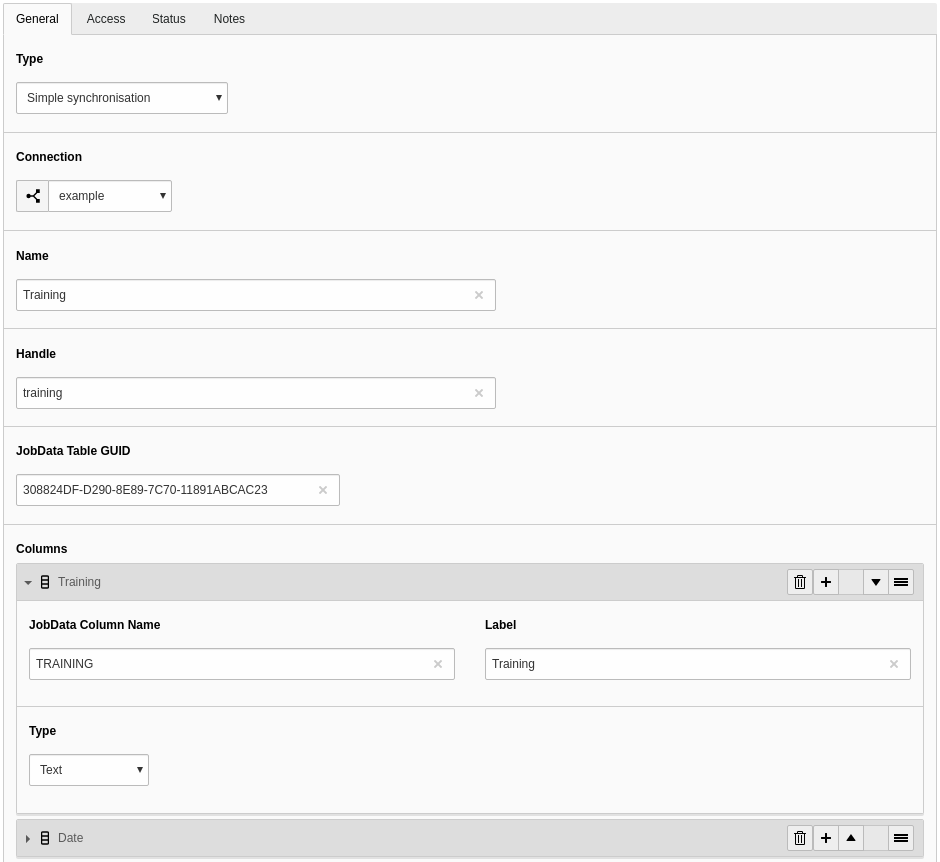 General Access Status Notes
Type
Simple synchronisation
Connection
example
Name
Training
Handle
training
JobData Table GUID
308824DF-D290-8E89-7C70-11891ABCAC23
Columns
Training
JobData Column Name Label
TRAINING Training
Type
Text
Date